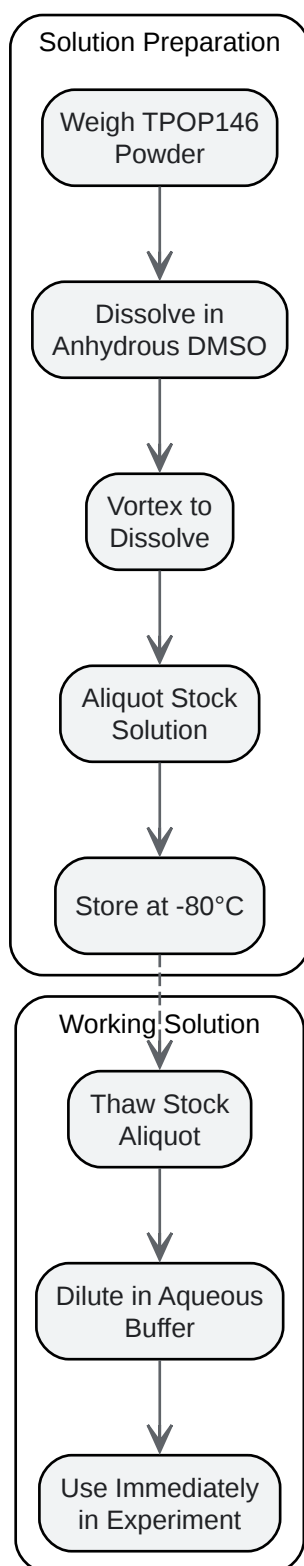 Solution Preparation
Weigh TPOP146
Powder
Dissolve in
Anhydrous DMSO
Vortex to
Dissolve
Aliquot Stock
Solution
Store at -80°C
Working Solution
Thaw Stock
Aliquot
Dilute in Aqueous
Buffer
Use Immediately
in Experiment